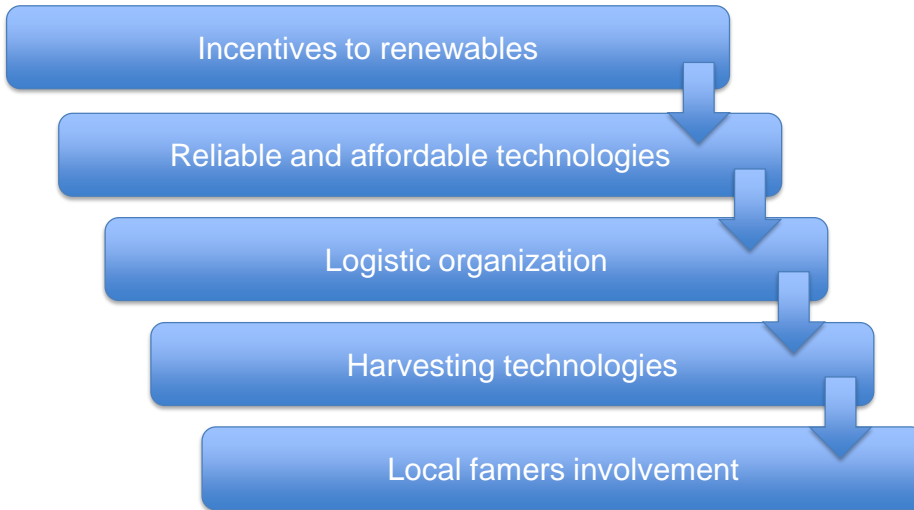 Incentives to renewables
Reliable and affordable technologies
Logistic organization
Harvesting technologies
Local famers involvement